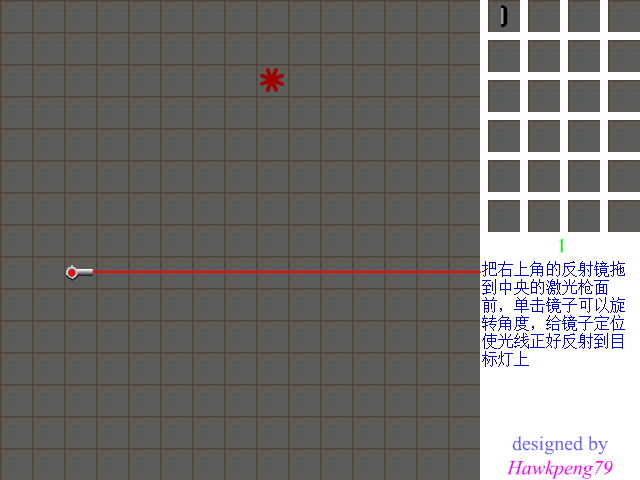 1
把右上角的反射镜拖
到中央的激光枪面
前，单击镜子可以旋
转角度，给镜子定位
使光线正好反射到目
标灯上
designed by
Hawkpeng79